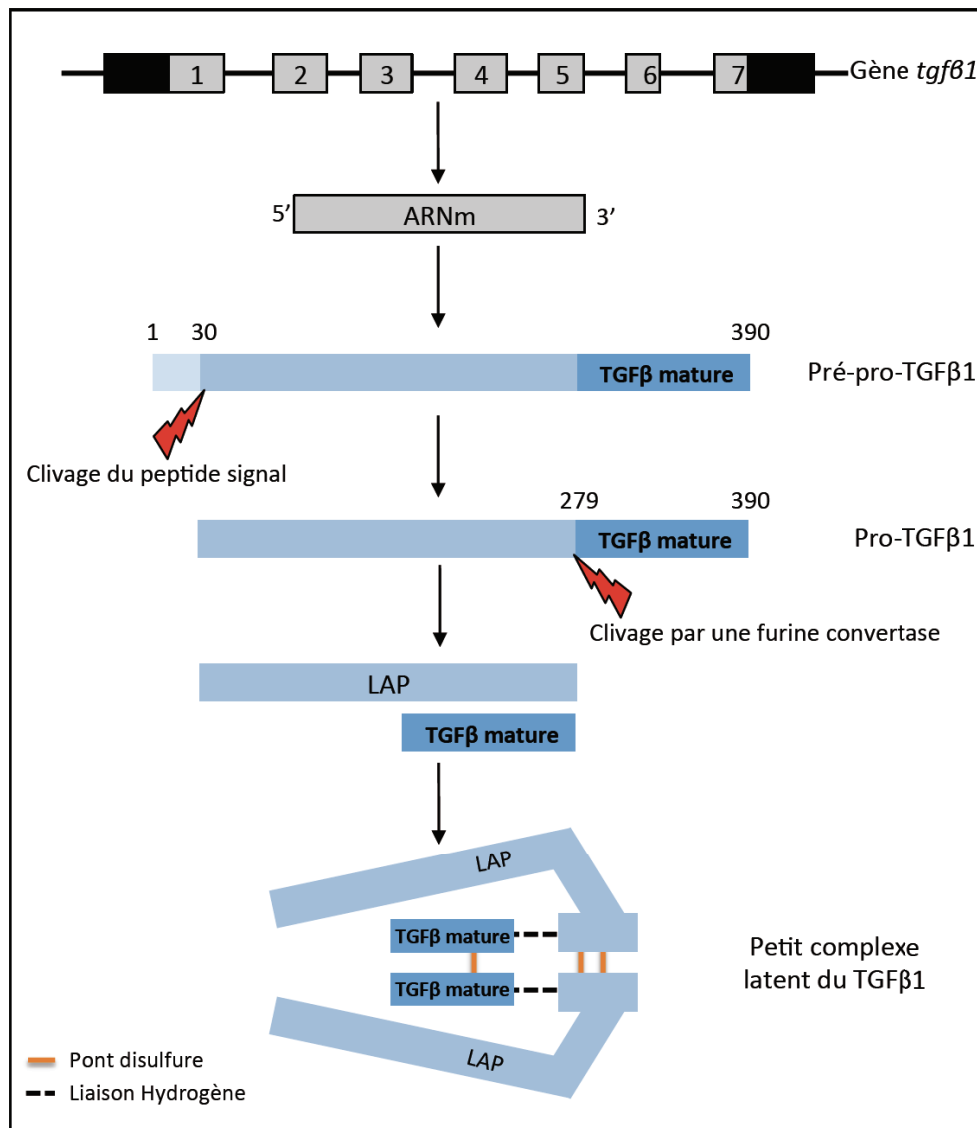 1 2 3 4 5 6 7 Gène tgfβ1
5’ ARNm 3’
1 30 390
TGFβ mature Pré-pro-TGFβ1
Clivage du peptide signal
279 390
TGFβ mature Pro-TGFβ1
Clivage par une furine convertase
LAP
TGFβ mature
LAP
TGFβ mature
TGFβ mature
LAP
Petit complexe
latent du TGFβ1
Pont disulfure
Liaison Hydrogène